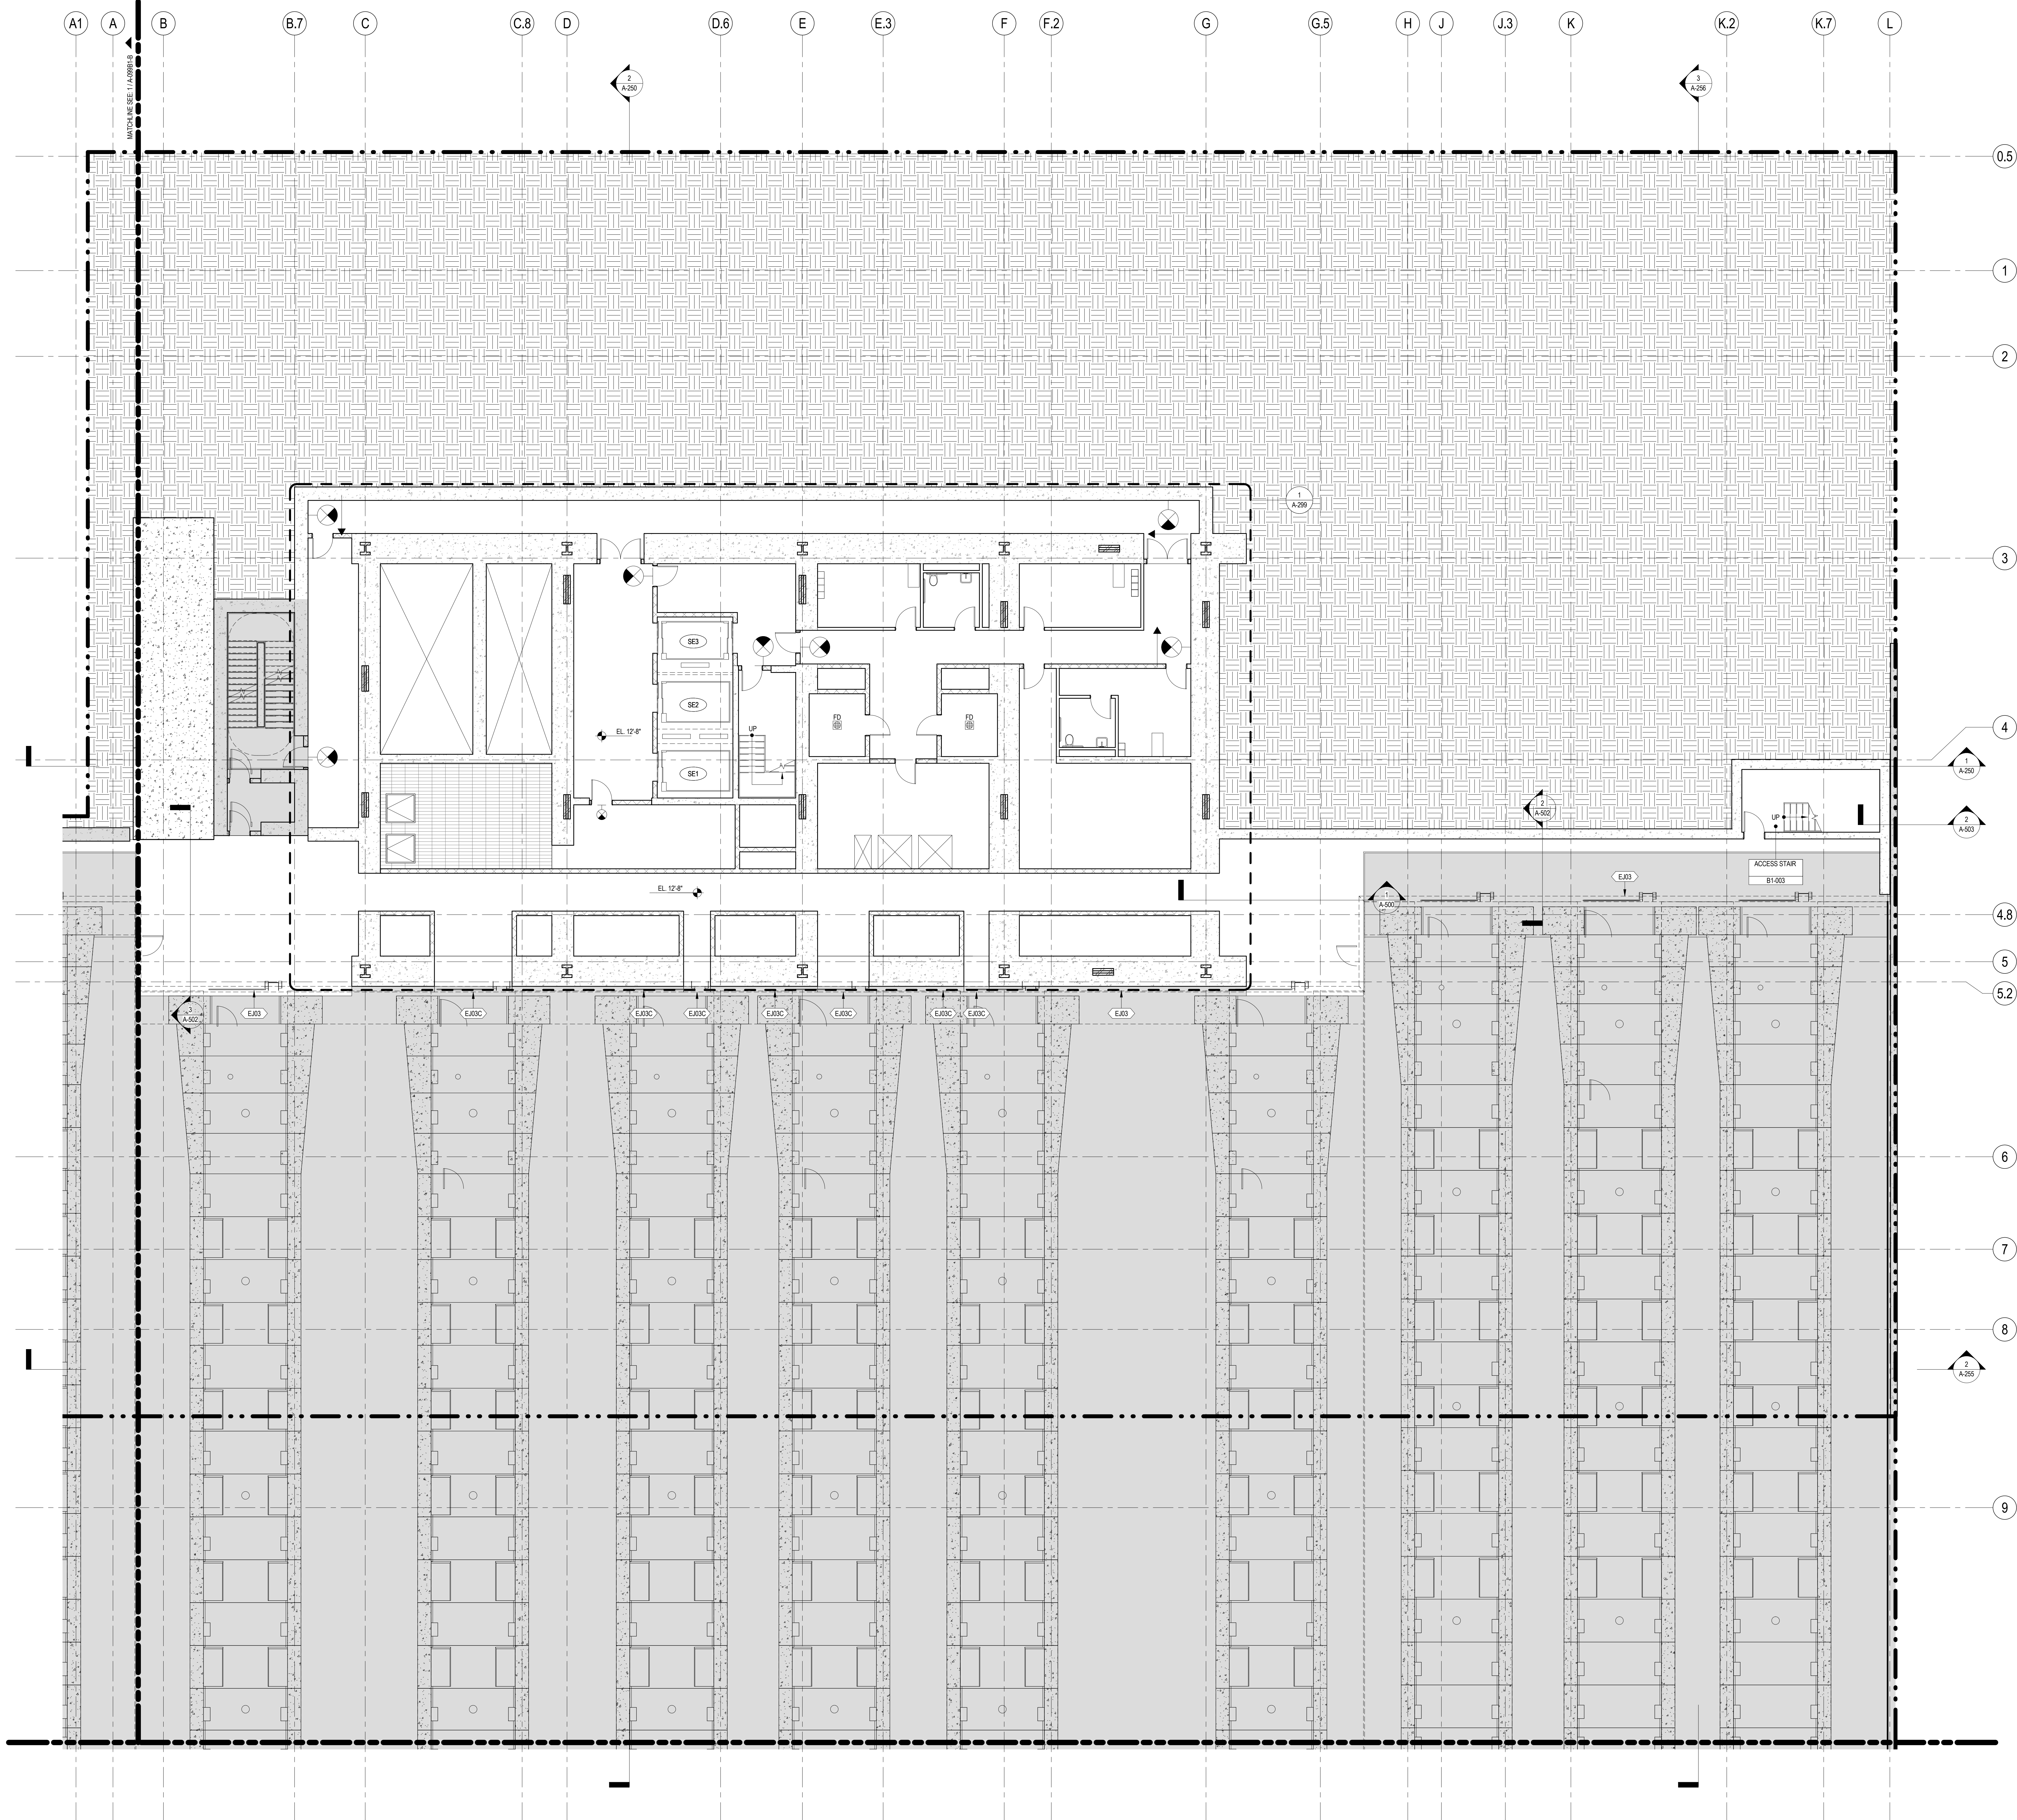 A1 A B B.7 C C.8 D D.6 E E.3 F F.2 G G.5 H J J.3 K K.2 K.7 L
MATCHLINE SEE: 1 / A-099B1-B
2
A-250
3
A-256
0.5
1
2
1
A-299
3
SE3
SE2
FD
FD
UP
EL. 12'-8"
4
1
A-250
SE1
2
A-502
UP
2
A-503
ACCESS STAIR
B1-003
EJ03
EL. 12'-8"
1
A-500
4.8
5
5.2
3
A-502
EJ03
EJ03C
EJ03C
EJ03C
EJ03C
EJ03C
EJ03C
EJ03C
EJ03
6
7
8
2
A-255
9